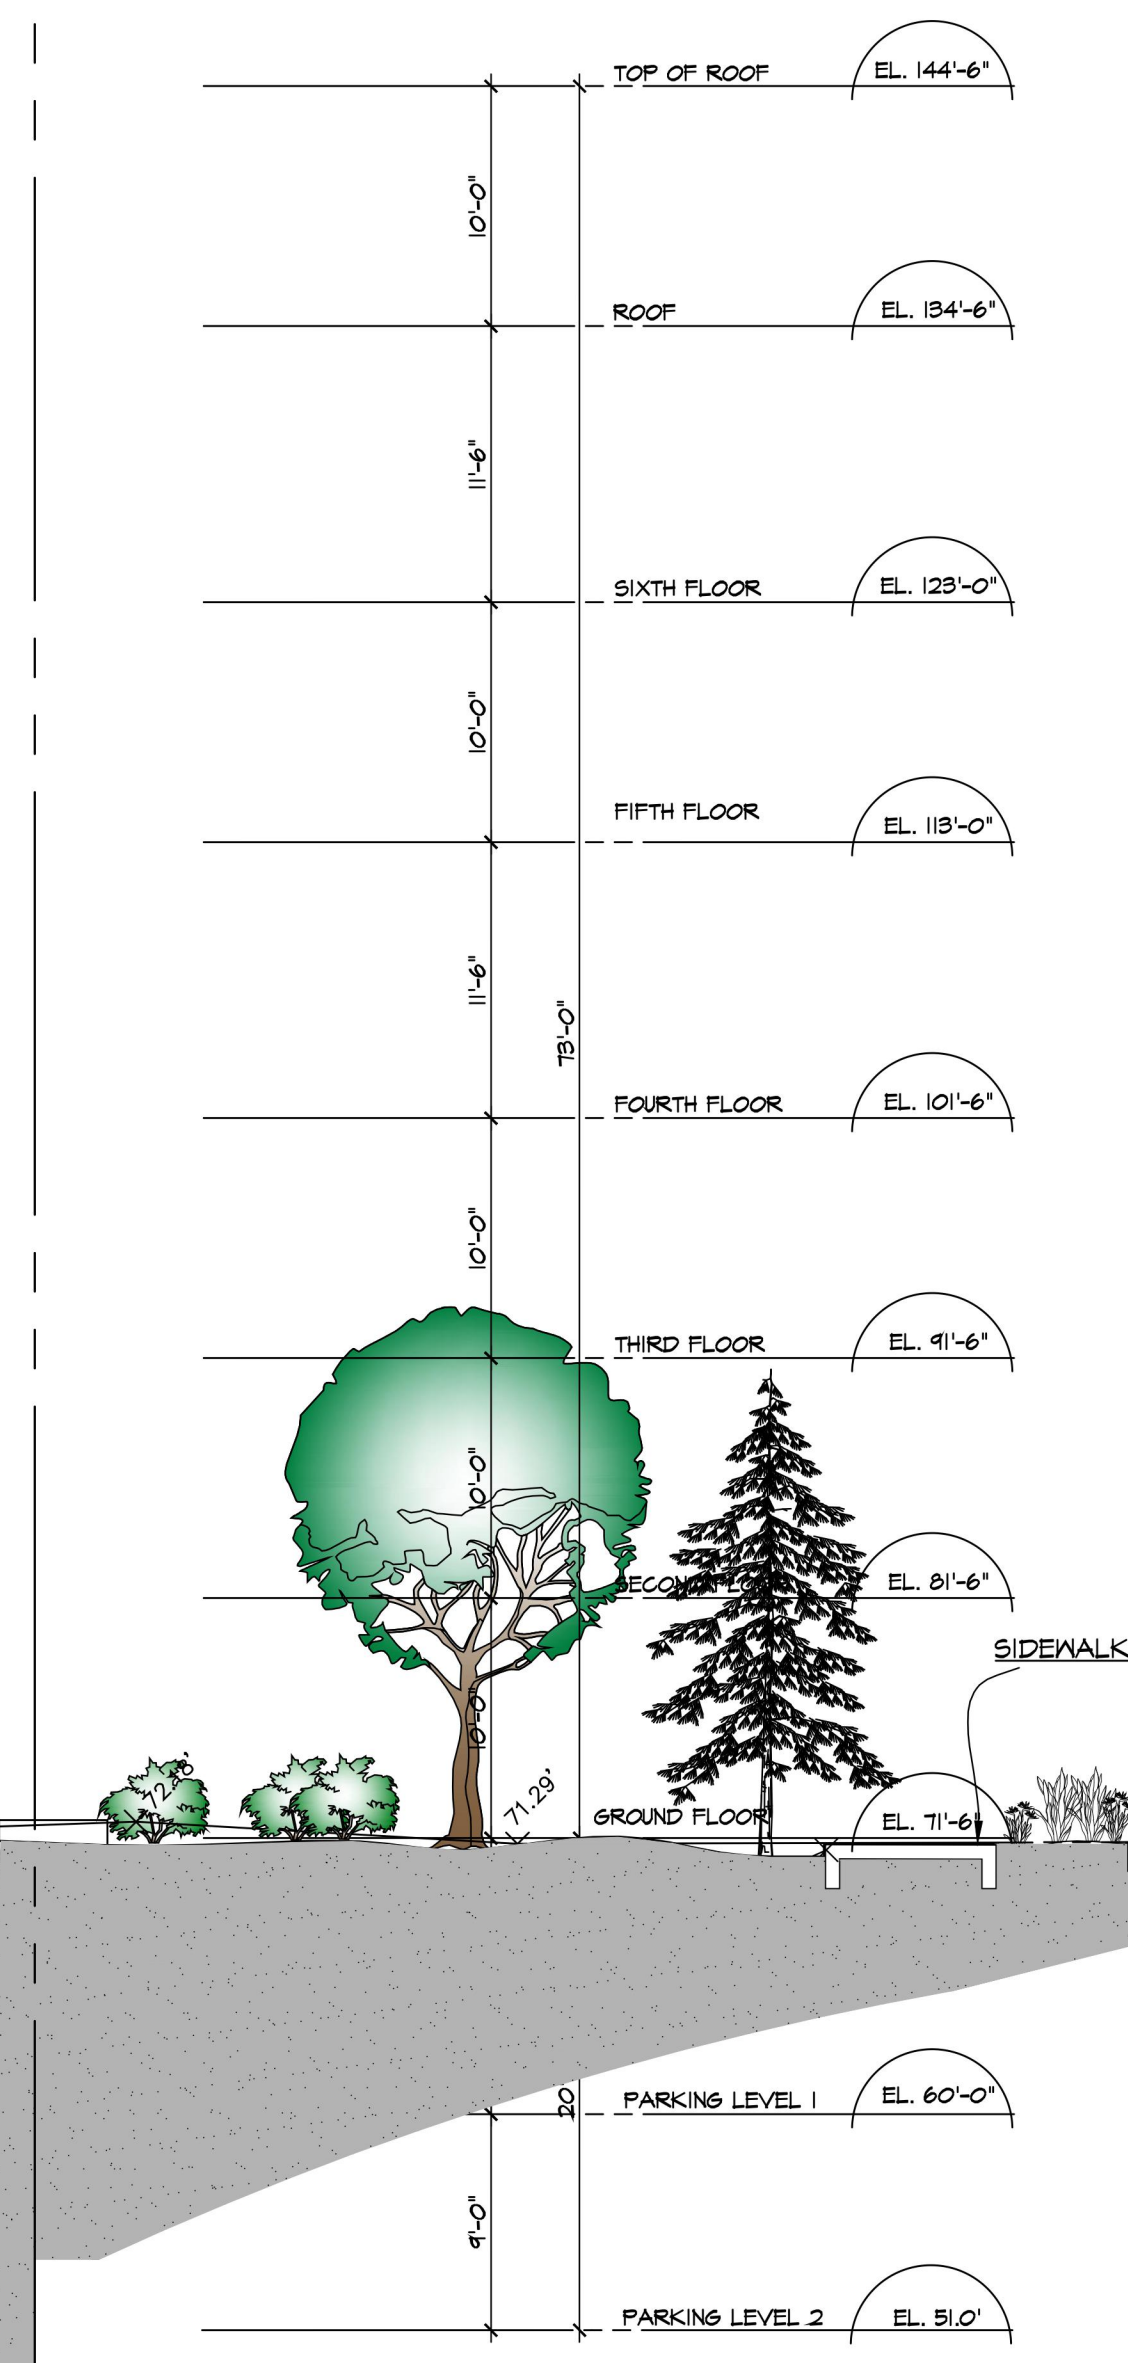 TOP OF ROOF EL. 144'-6"
10'-0"
ROOF EL. 134'-6"
11'-6"
SIXTH FLOOR EL. 123'-0"
10'-0"
FIFTH FLOOR EL. 113'-0"
11'-6"
73'-0"
FOURTH FLOOR EL. 101'-6"
10'-0"
THIRD FLOOR EL. 91'-6"
10'-0"
SECOND FLOOR EL. 81'-6"
SIDEWALK
10'-0"
71.29'
GROUND FLOOR EL. 71'-6"
20
PARKING LEVEL 1 EL. 60'-0"
9'-0"
PARKING LEVEL 2 EL. 51.0'